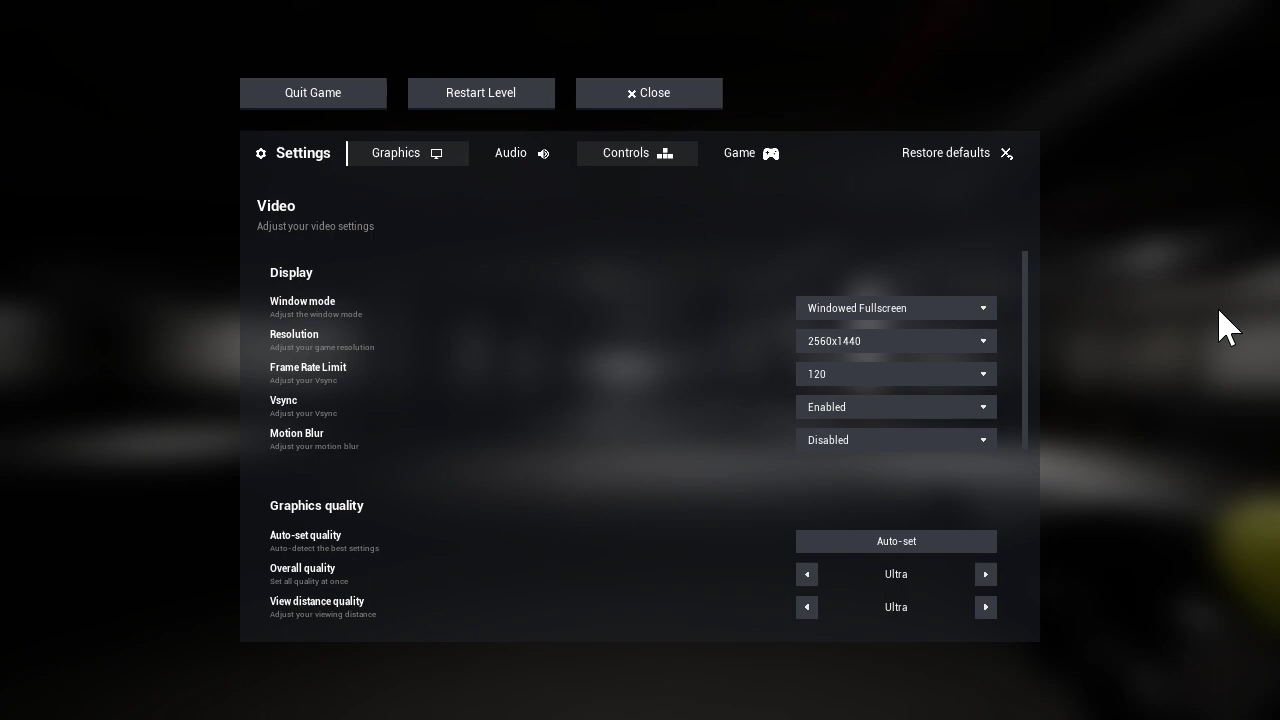 Quit Game
Restart Level
Close
Settings
Graphics
Audio
Controls
Game
Restore defaults
Video
Adjust your video settings
Display
Window mode
Adjust the window mode
Windowed Fullscreen
Resolution
Adjust your game resolution
2560x1440
Frame Rate Limit
Adjust your Vsync
120
Vsync
Adjust your Vsync
Enabled
Motion Blur
Adjust your motion blur
Disabled
Graphics quality
Auto-set quality
Auto-detect the best settings
Auto-set
Overall quality
Set all quality at once
Ultra
View distance quality
Adjust your viewing distance
Ultra